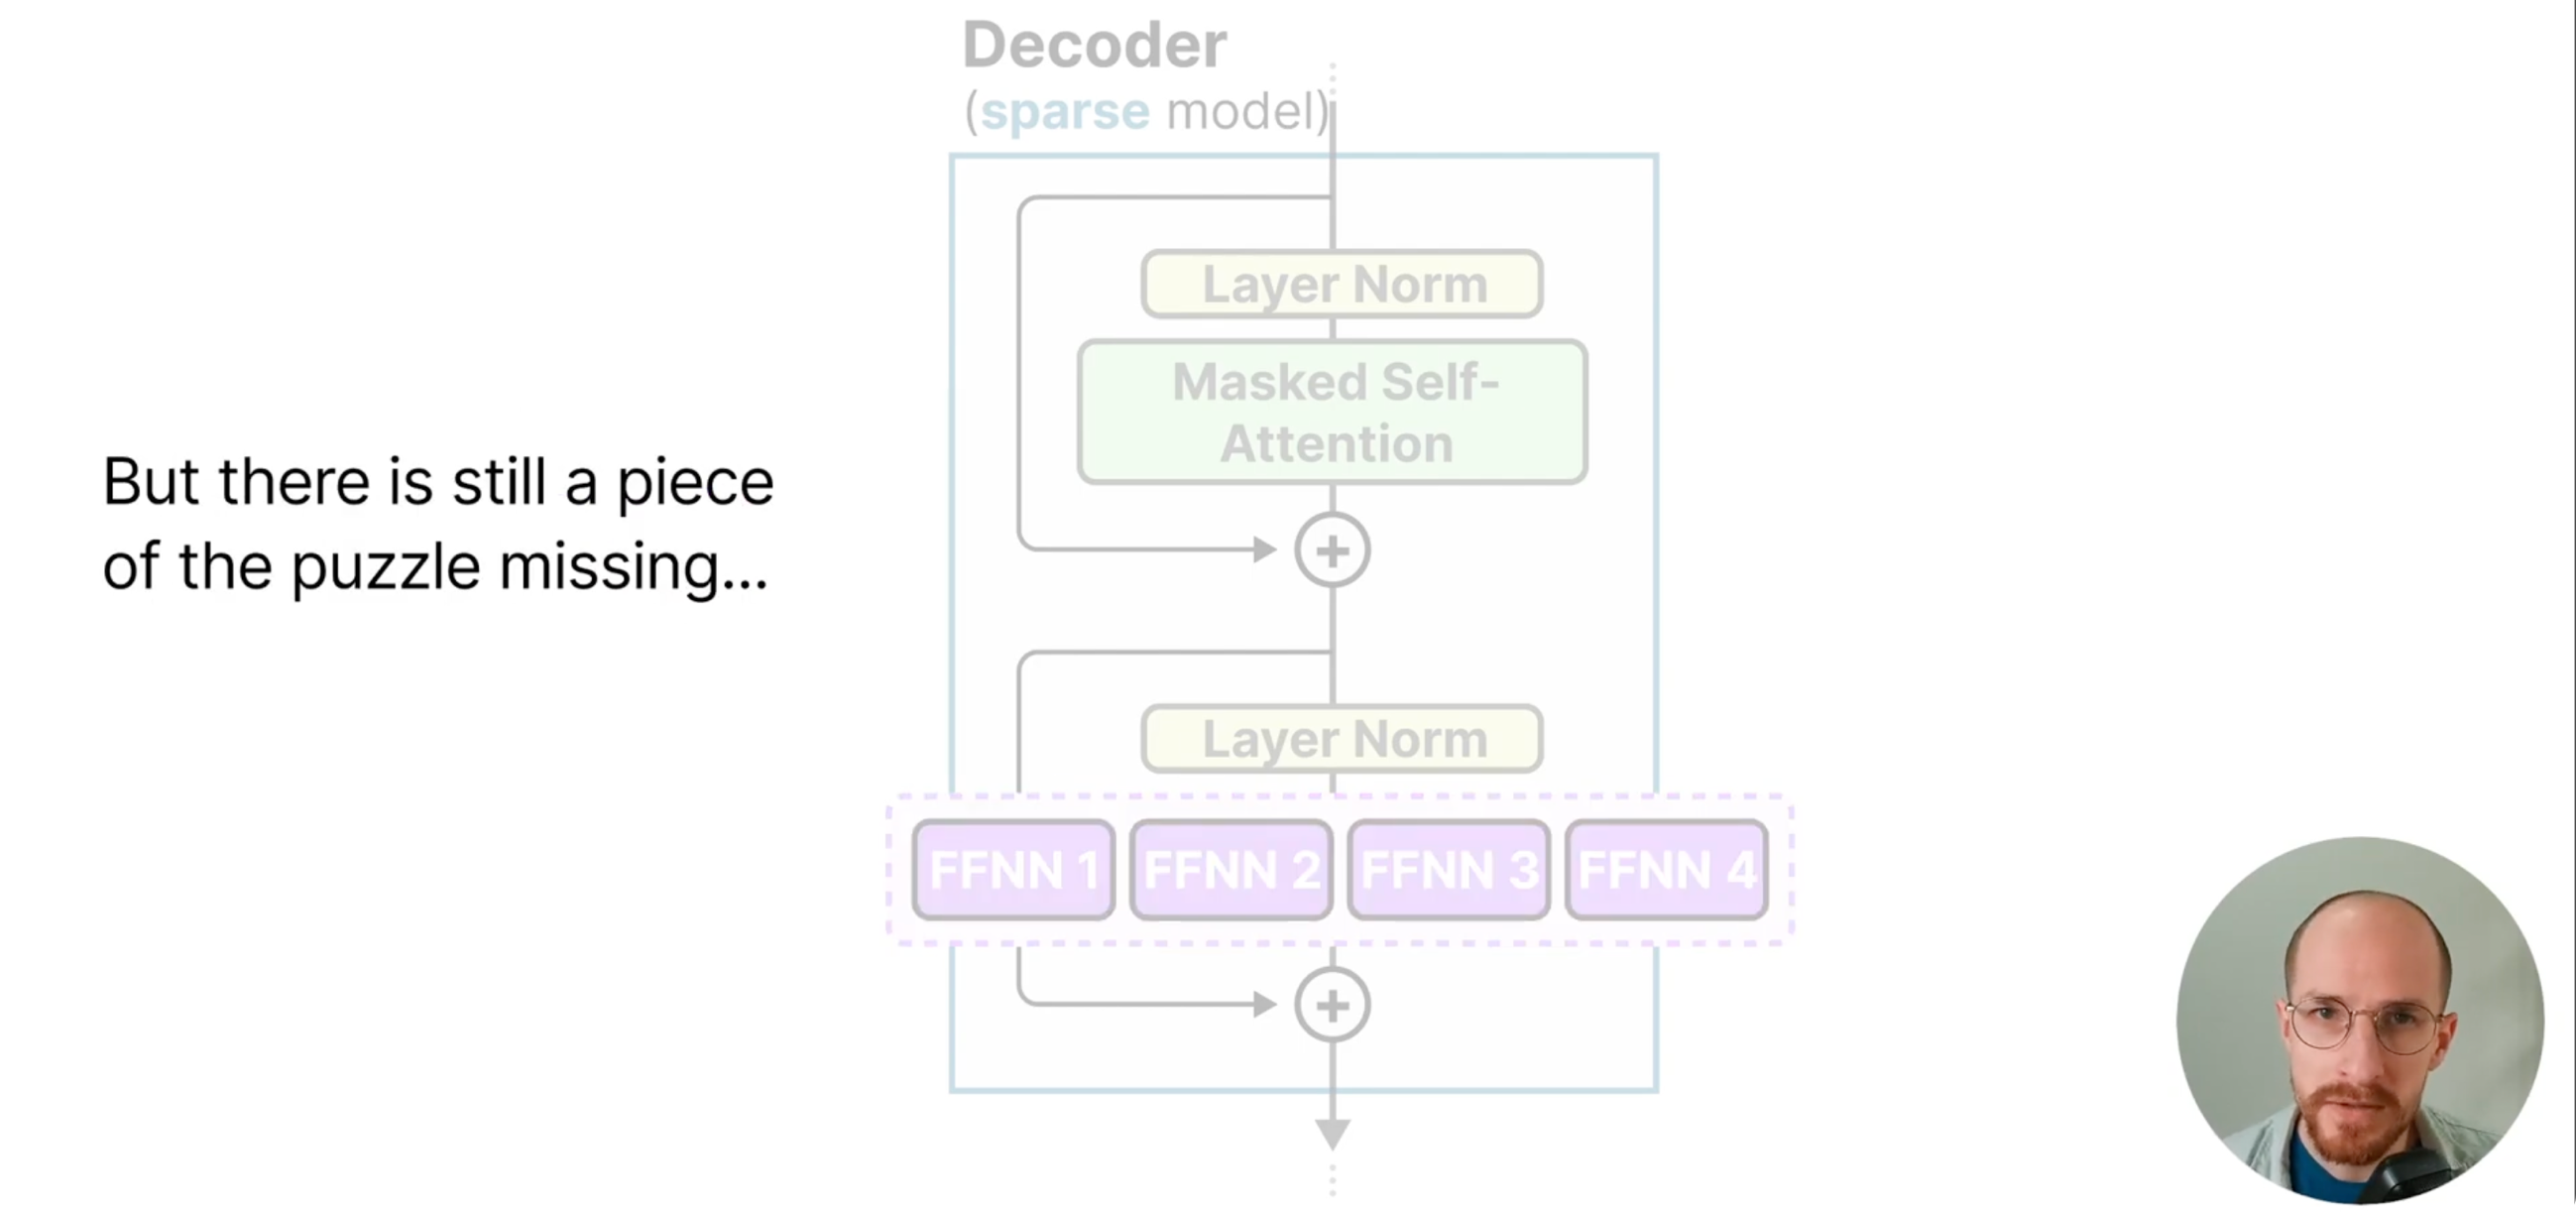 Decoder
(sparse model)
Layer Norm
Masked Self-
Attention
+
But there is still a piece
of the puzzle missing...
Layer Norm
FFNN 1 FFNN 2 FFNN 3 FFNN 4
+